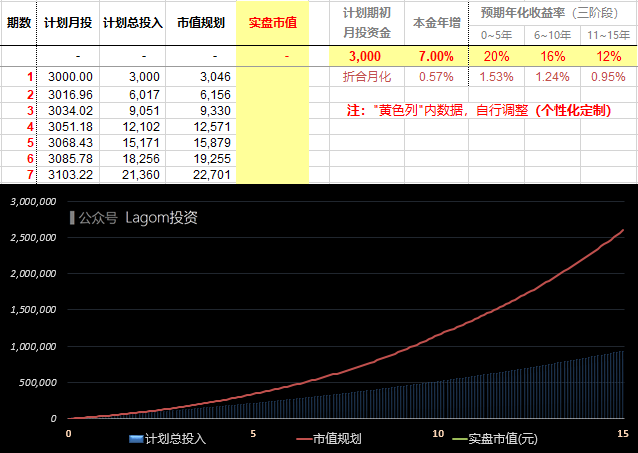 期数 计划月投 计划总投入 市值规划 实盘市值 计划期初月投资金 本金年增 预期年化收益率（三阶段）
0~5年 6~10年 11~15年
- - - - 3,000 7.00% 20% 16% 12%
1 3000.00 3,000 3,046 折合月化 0.57% 1.53% 1.24% 0.95%
2 3016.96 6,017 6,156
3 3034.02 9,051 9,330 注："黄色列"内数据，自行调整（个性化定制）
4 3051.18 12,102 12,571
5 3068.43 15,171 15,879
6 3085.78 18,256 19,255
7 3103.22 21,360 22,701
3,000,000
公众号 Lagom投资
2,500,000
2,000,000
1,500,000
1,000,000
500,000
0
0 5 10 15
计划总投入 市值规划 实盘市值(元)